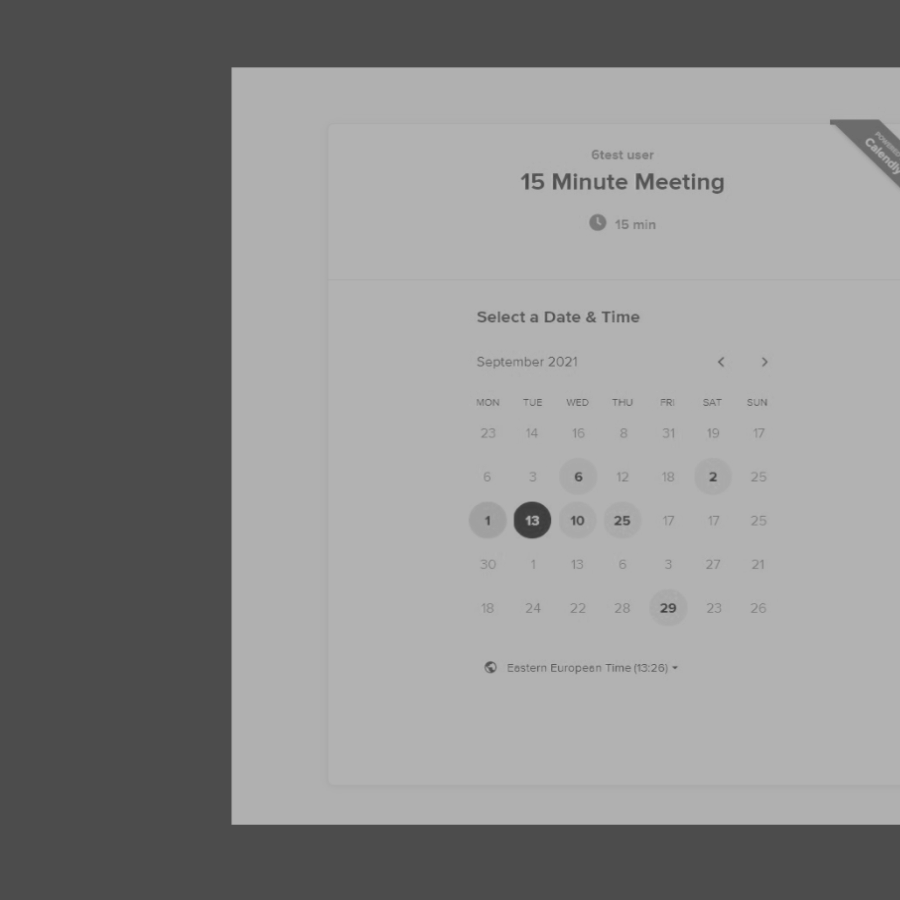 6test user
15 Minute Meeting
15 min
POWERED
Calendly
Select a Date & Time
September 2021
MON TUE WED THU FRI SAT SUN
23 14 16 8 31 19 17
6 3 6 12 18 2 25
1 13 10 25 17 17 25
30 1 13 6 3 27 21
18 24 22 28 29 23 26
Eastern European Time (13:26)